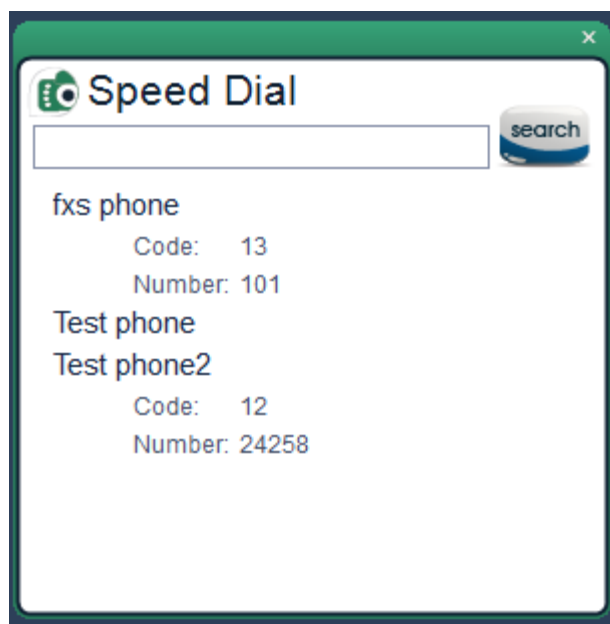 ×
Speed Dial
search
fxs phone
Code: 13
Number: 101
Test phone
Test phone2
Code: 12
Number: 24258